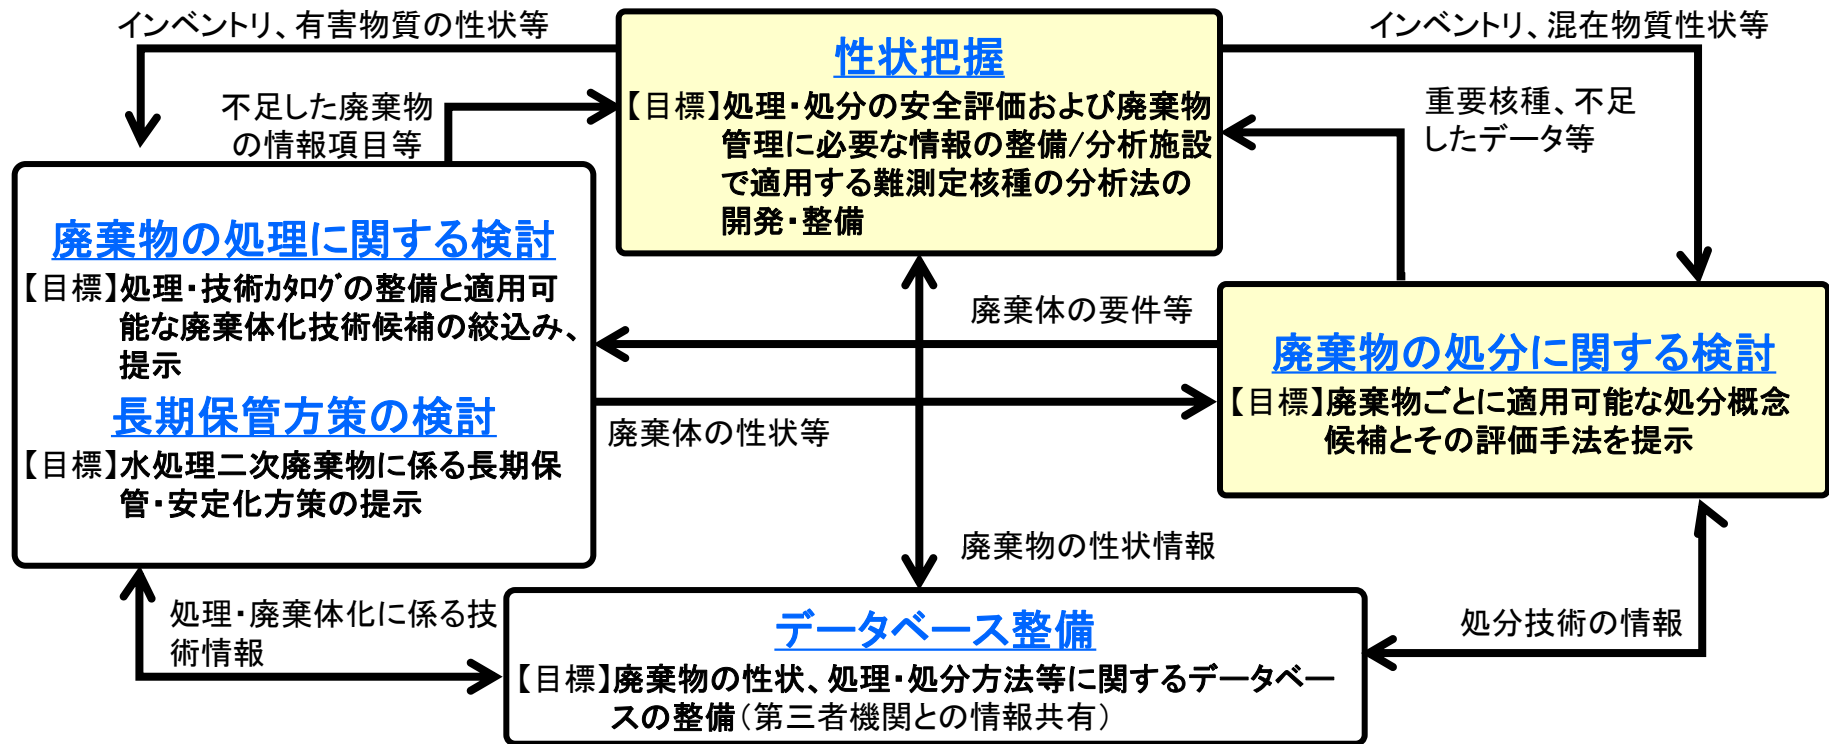 インベントリ、有害物質の性状等
インベントリ、混在物質性状等
性状把握
【目標】処理・処分の安全評価および廃棄物
管理に必要な情報の整備/分析施設
で適用する難測定核種の分析法の
開発・整備
不足した廃棄物
の情報項目等
重要核種、不足
したデータ等
廃棄物の処理に関する検討
【目標】処理・技術ｶﾀﾛｸﾞの整備と適用可
能な廃棄体化技術候補の絞込み、
提示
長期保管方策の検討
【目標】水処理二次廃棄物に係る長期保
管・安定化方策の提示
廃棄体の要件等
廃棄体の性状等
廃棄物の処分に関する検討
【目標】廃棄物ごとに適用可能な処分概念
候補とその評価手法を提示
廃棄物の性状情報
処理・廃棄体化に係る技
術情報
処分技術の情報
データベース整備
【目標】廃棄物の性状、処理・処分方法等に関するデータベー
スの整備（第三者機関との情報共有）